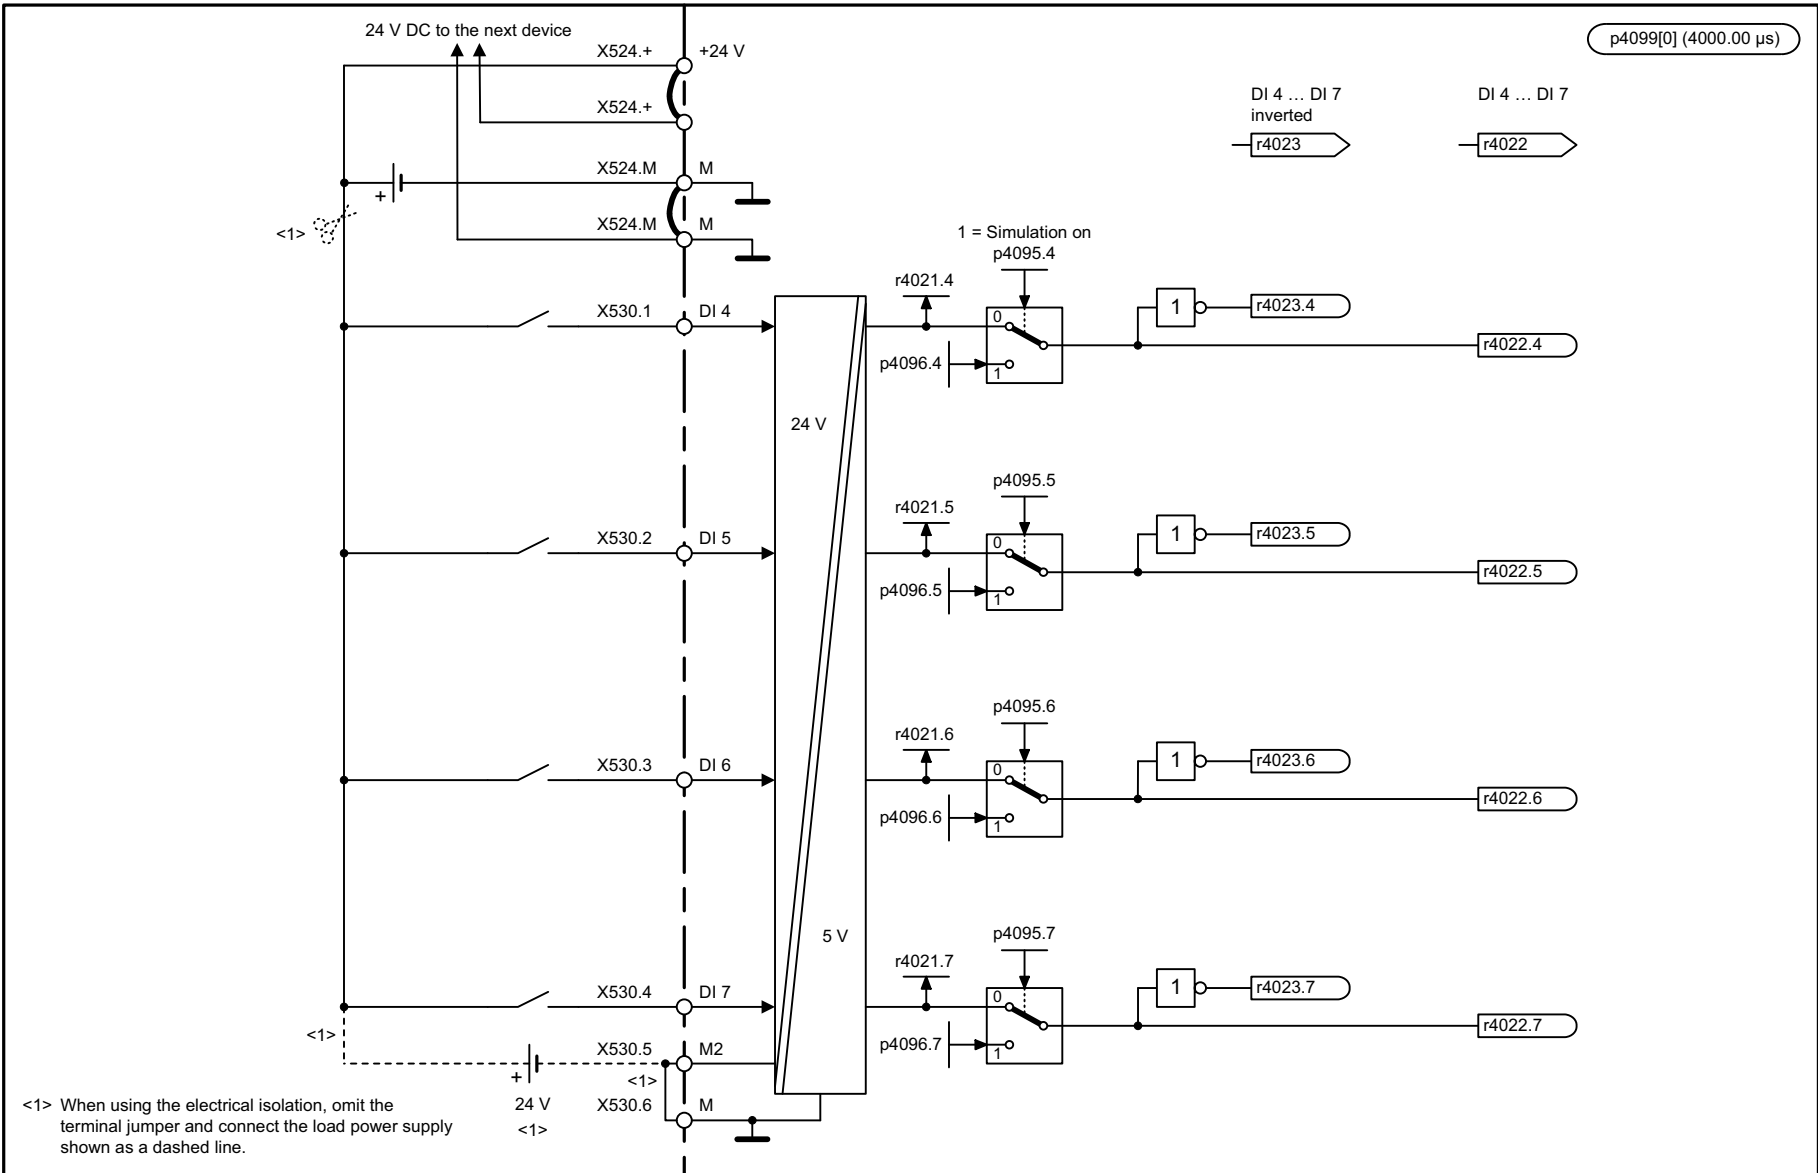 24 V DC to the next device
p4099[0] (4000.00 µs)
X524.+ +24 V
X524.+
DI 4 … DI 7
inverted
r4023
DI 4 … DI 7
r4022
X524.M M
+
<1>
X524.M M
1 = Simulation on
p4095.4
r4021.4
X530.1 DI 4
0
1
r4023.4
r4022.4
p4096.4
1
24 V
p4095.5
r4021.5
X530.2 DI 5
0
1
r4023.5
r4022.5
p4096.5
1
p4095.6
r4021.6
X530.3 DI 6
0
1
r4023.6
r4022.6
p4096.6
1
5 V
p4095.7
r4021.7
X530.4 DI 7
0
1
r4023.7
r4022.7
p4096.7
1
<1>
X530.5 M2
+
<1>
24 V
<1>
X530.6 M
<1> When using the electrical isolation, omit the
terminal jumper and connect the load power supply
shown as a dashed line.